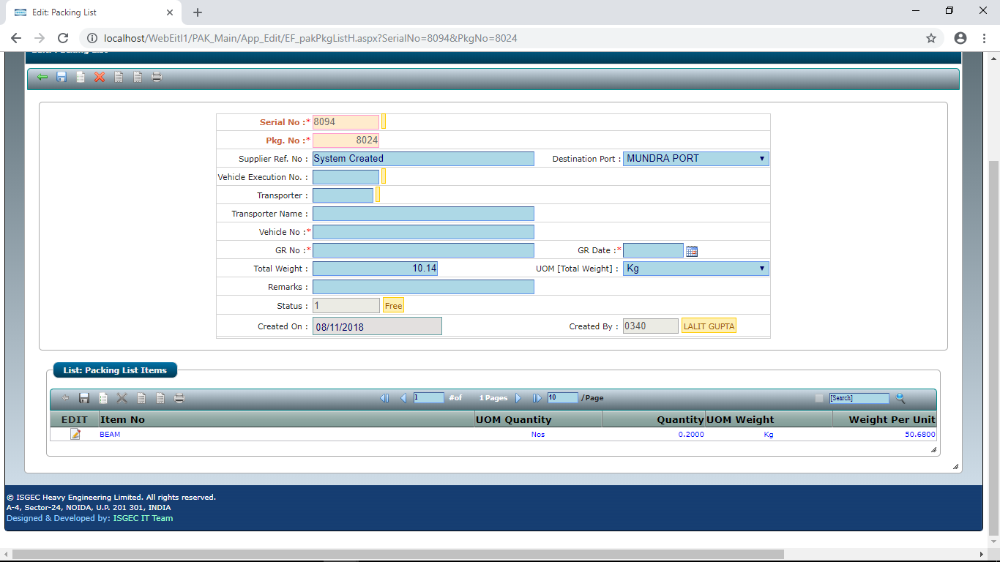 Edit: Packing List
localhost/WebEitl1/PAK_Main/App_Edit/EF_pakPkgListH.aspx?SerialNo=8094&PkgNo=8024
Serial No :* 8094
Pkg. No :* 8024
Supplier Ref. No : System Created Destination Port : MUNDRA PORT
Vehicle Execution No. :
Transporter :
Transporter Name :
Vehicle No :*
GR No :* GR Date :*
Total Weight : 10.14 UOM [Total Weight] : Kg
Remarks :
Status : 1 Free
Created On : 08/11/2018 Created By : 0340 LALIT GUPTA
List: Packing List Items
1 #of 1 Pages 10 /Page [Search]
EDIT Item No UOM Quantity Quantity UOM Weight Weight Per Unit
BEAM Nos 0.2000 Kg 50.6800
© ISGEC Heavy Engineering Limited. All rights reserved.
A-4, Sector-24, NOIDA, U.P. 201 301, INDIA
Designed & Developed by: ISGEC IT Team